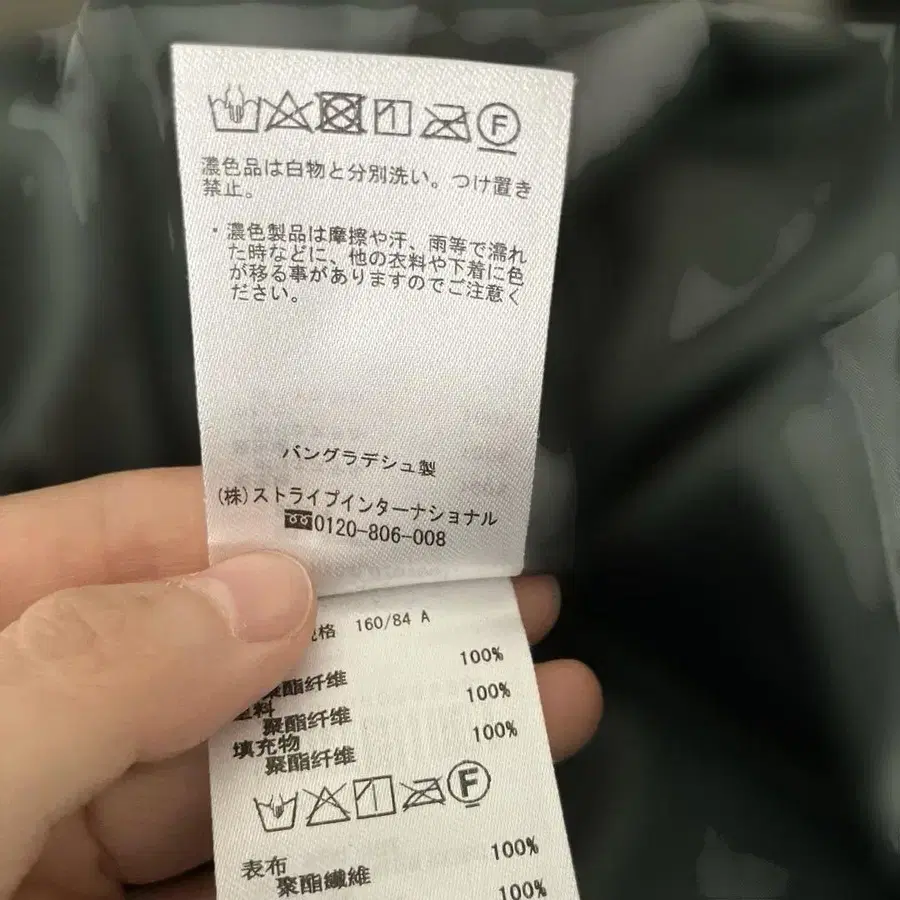 F
濃色品は白物と分別洗い。つけ置き
禁止。
・濃色製品は摩擦や汗、雨等で濡れ
た時などに、他の衣料や下着に色
が移る事がありますのでご注意く
ださい。
バングラデシュ製
(株)ストライプインターナショナル
0120-806-008
格 160/84 A
100%
聚酯纤维
里料 100%
聚酯纤维
填充物 100%
聚酯纤维
F
表布 100%
聚酯纖維
100%